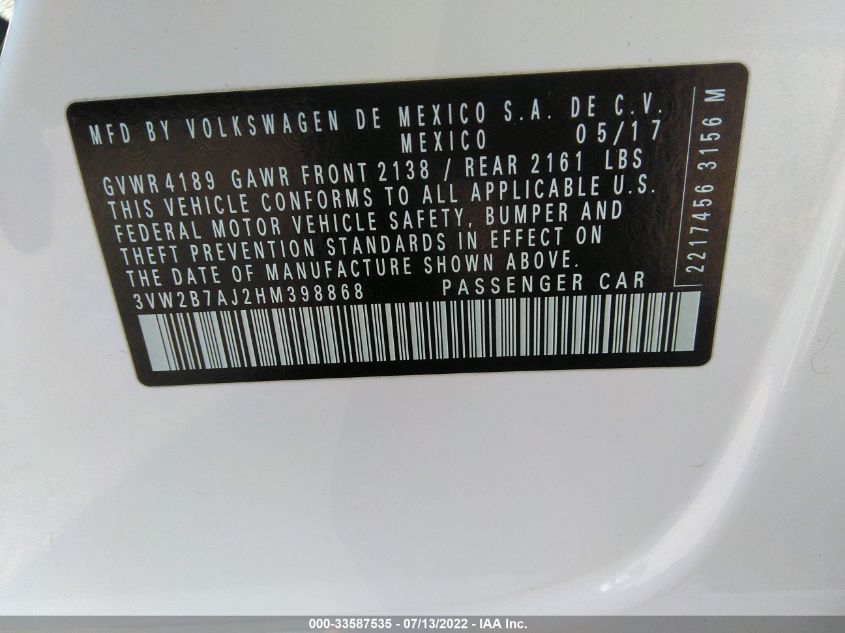 MFD BY VOLKSWAGEN DE MEXICO S.A. DE C.V.
MEXICO 05/17
GVWR4189 GAWR FRONT 2138 / REAR 2161 LBS
THIS VEHICLE CONFORMS TO ALL APPLICABLE U.S.
FEDERAL MOTOR VEHICLE SAFETY, BUMPER AND
THEFT PREVENTION STANDARDS IN EFFECT ON
THE DATE OF MANUFACTURE SHOWN ABOVE.
3VW2B7AJ2HM398868 PASSENGER CAR
2217456 3156 M
000-33587535 - 07/13/2022 - IAA Inc.